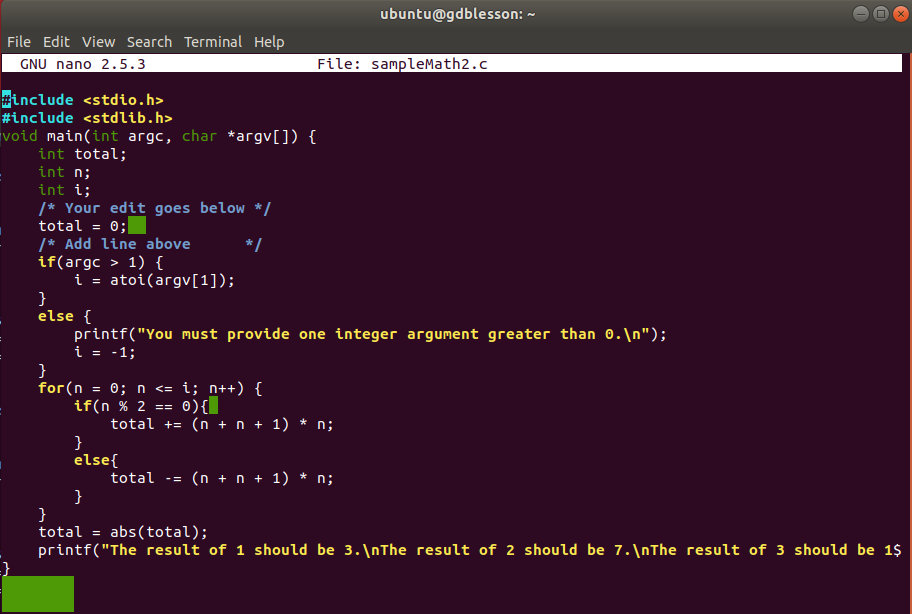 ubuntu@gdblesson: ~
File Edit View Search Terminal Help
GNU nano 2.5.3 File: sampleMath2.c
#include <stdio.h>
#include <stdlib.h>
void main(int argc, char *argv[]) {
    int total;
    int n;
    int i;
    /* Your edit goes below */
    total = 0;
    /* Add line above      */
    if(argc > 1) {
        i = atoi(argv[1]);
    }
    else {
        printf("You must provide one integer argument greater than 0.\n");
        i = -1;
    }
    for(n = 0; n <= i; n++) {
        if(n % 2 == 0){
            total += (n + n + 1) * n;
        }
        else{
            total -= (n + n + 1) * n;
        }
    }
    total = abs(total);
    printf("The result of 1 should be 3.\nThe result of 2 should be 7.\nThe result of 3 should be 1$
}